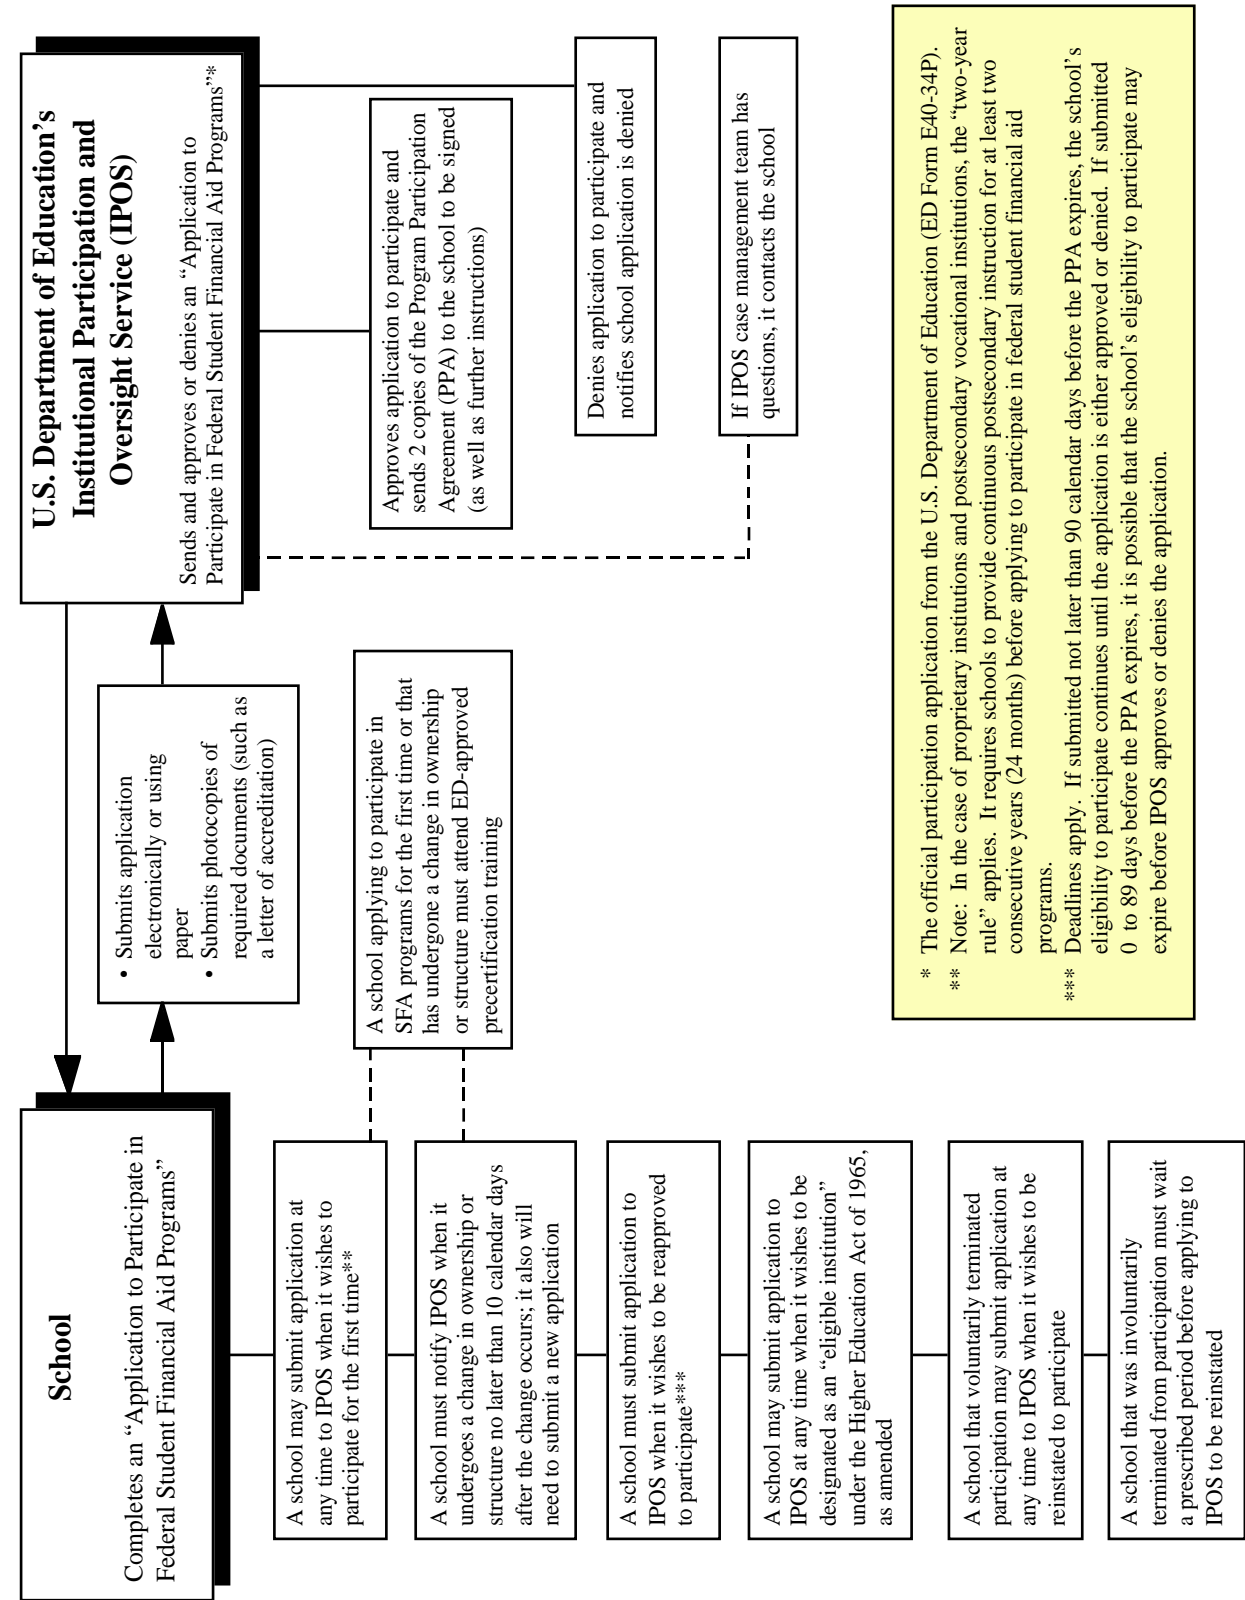 School
Completes an “Application to Participate in
Federal Student Financial Aid Programs”
U.S. Department of Education’s
Institutional Participation and
Oversight Service (IPOS)
Sends and approves or denies an “Application to
Participate in Federal Student Financial Aid Programs”*
• Submits application
electronically or using
paper
• Submits photocopies of
required documents (such as
a letter of accreditation)
A school may submit application at
any time to IPOS when it wishes to
participate for the first time**
A school must notify IPOS when it
undergoes a change in ownership or
structure no later than 10 calendar days
after the change occurs; it also will
need to submit a new application
A school must submit application to
IPOS when it wishes to be reapproved
to participate***
A school may submit application to
IPOS at any time when it wishes to be
designated as an “eligible institution”
under the Higher Education Act of 1965,
as amended
A school that voluntarily terminated
participation may submit application at
any time to IPOS when it wishes to be
reinstated to participate
A school that was involuntarily
terminated from participation must wait
a prescribed period before applying to
IPOS to be reinstated
A school applying to participate in
SFA programs for the first time or that
has undergone a change in ownership
or structure must attend ED-approved
precertification training
Approves application to participate and
sends 2 copies of the Program Participation
Agreement (PPA) to the school to be signed
(as well as further instructions)
Denies application to participate and
notifies school application is denied
If IPOS case management team has
questions, it contacts the school
* The official participation application from the U.S. Department of Education (ED Form E40-34P).
** Note: In the case of proprietary institutions and postsecondary vocational institutions, the “two-year
rule” applies. It requires schools to provide continuous postsecondary instruction for at least two
consecutive years (24 months) before applying to participate in federal student financial aid
programs.
*** Deadlines apply. If submitted not later than 90 calendar days before the PPA expires, the school’s
eligibility to participate continues until the application is either approved or denied. If submitted
0 to 89 days before the PPA expires, it is possible that the school’s eligibility to participate may
expire before IPOS approves or denies the application.